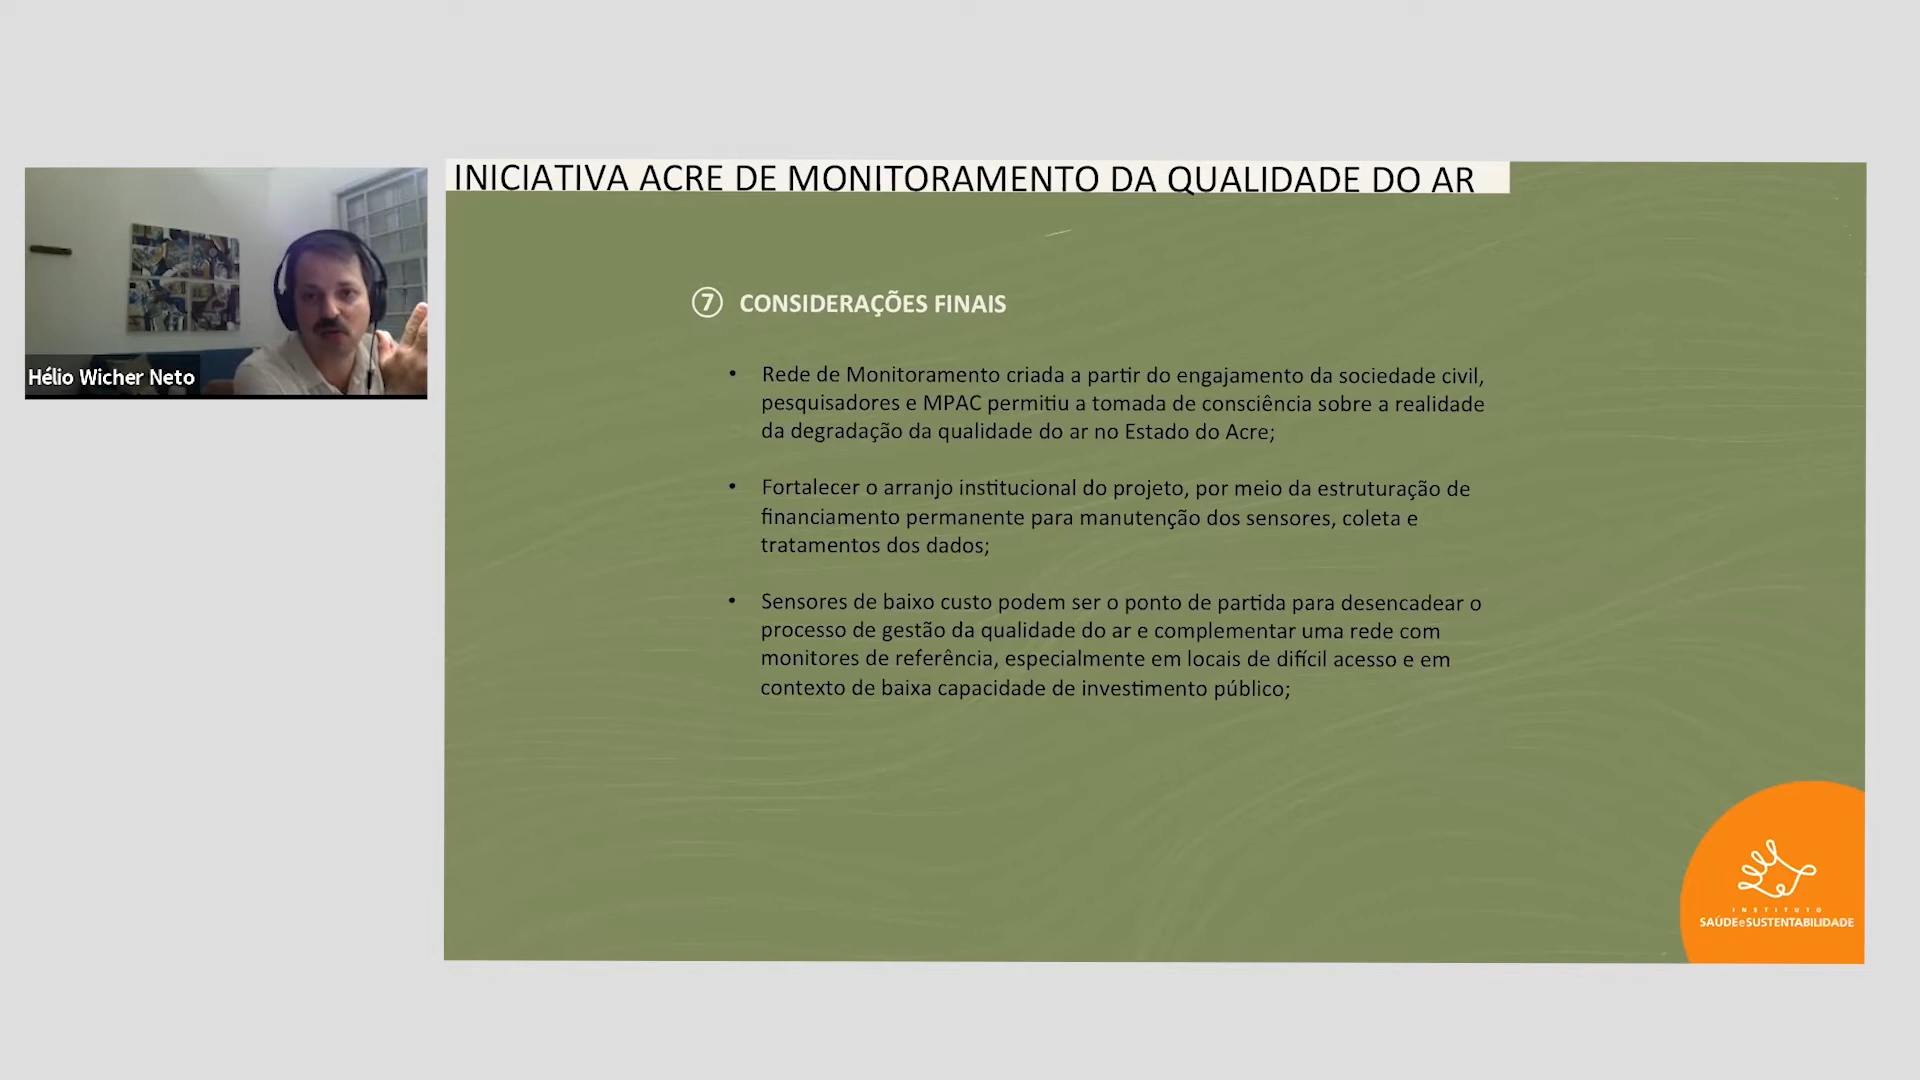 INICIATIVA ACRE DE MONITORAMENTO DA QUALIDADE DO AR
Hélio Wicher Neto
7 CONSIDERAÇÕES FINAIS
• Rede de Monitoramento criada a partir do engajamento da sociedade civil,
pesquisadores e MPAC permitiu a tomada de consciência sobre a realidade
da degradação da qualidade do ar no Estado do Acre;
• Fortalecer o arranjo institucional do projeto, por meio da estruturação de
financiamento permanente para manutenção dos sensores, coleta e
tratamentos dos dados;
• Sensores de baixo custo podem ser o ponto de partida para desencadear o
processo de gestão da qualidade do ar e complementar uma rede com
monitores de referência, especialmente em locais de difícil acesso e em
contexto de baixa capacidade de investimento público;
INSTITUTO
SAÚDEeSUSTENTABILIDADE